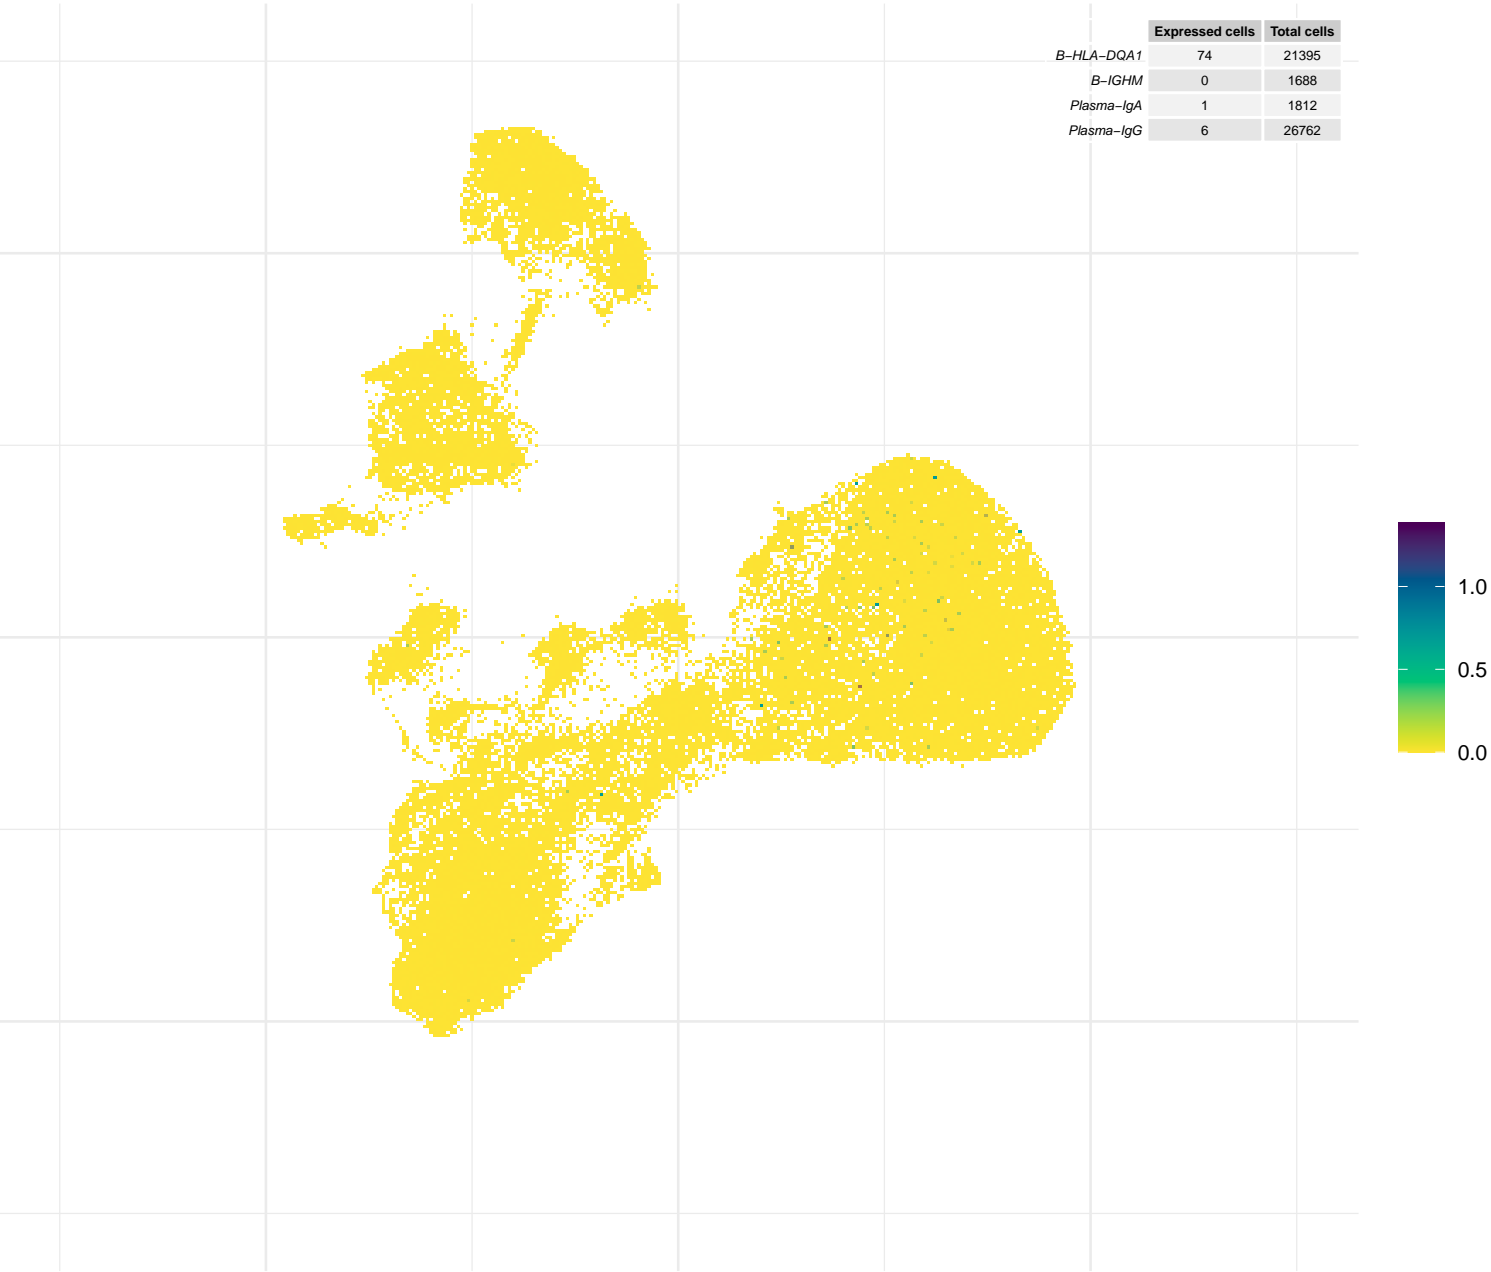 Expressed cells Total cells
B−HLA−DQA1 74 21395
B−IGHM 0 1688
Plasma−IgA 1 1812
Plasma−IgG 6 26762
1.0
0.5
0.0